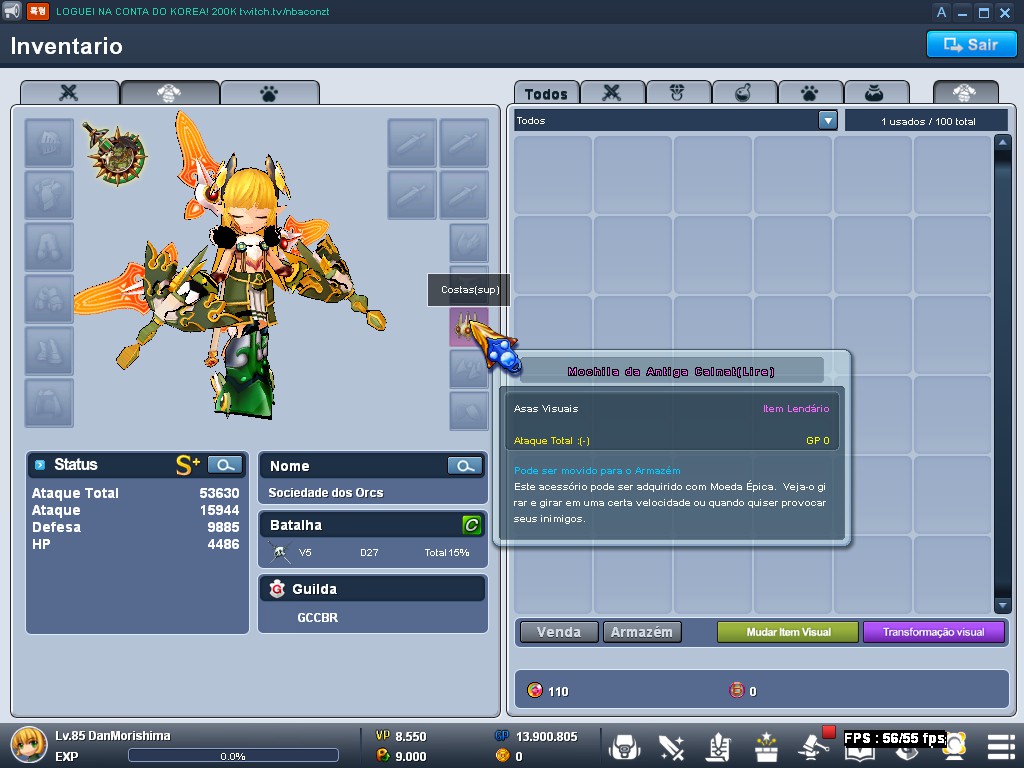 LOGUEI NA CONTA DO KOREA! 200K twitch.tv/nbaconzt
A
Inventario
Sair
Todos
Todos
1 usados / 100 total
Costas(sup)
Mochila da Antiga Calnat(Lire)
Asas Visuais
Item Lendário
Ataque Total :(-)
GP 0
Pode ser movido para o Armazém
Este acessório pode ser adquirido com Moeda Épica. Veja-o gi
rar e girar em uma certa velocidade ou quando quiser provocar
seus inimigos.
Status
S+
Ataque Total 53630
Ataque 15944
Defesa 9885
HP 4486
Nome
Sociedade dos Orcs
Batalha
C
V5 D27 Total 15%
G Guilda
GCCBR
Venda
Armazém
Mudar Item Visual
Transformação visual
110
0
Lv.85 DanMorishima
EXP 0.0%
VP 8.550
GP 13.900.805
P 9.000
0
FPS : 56/55 fps